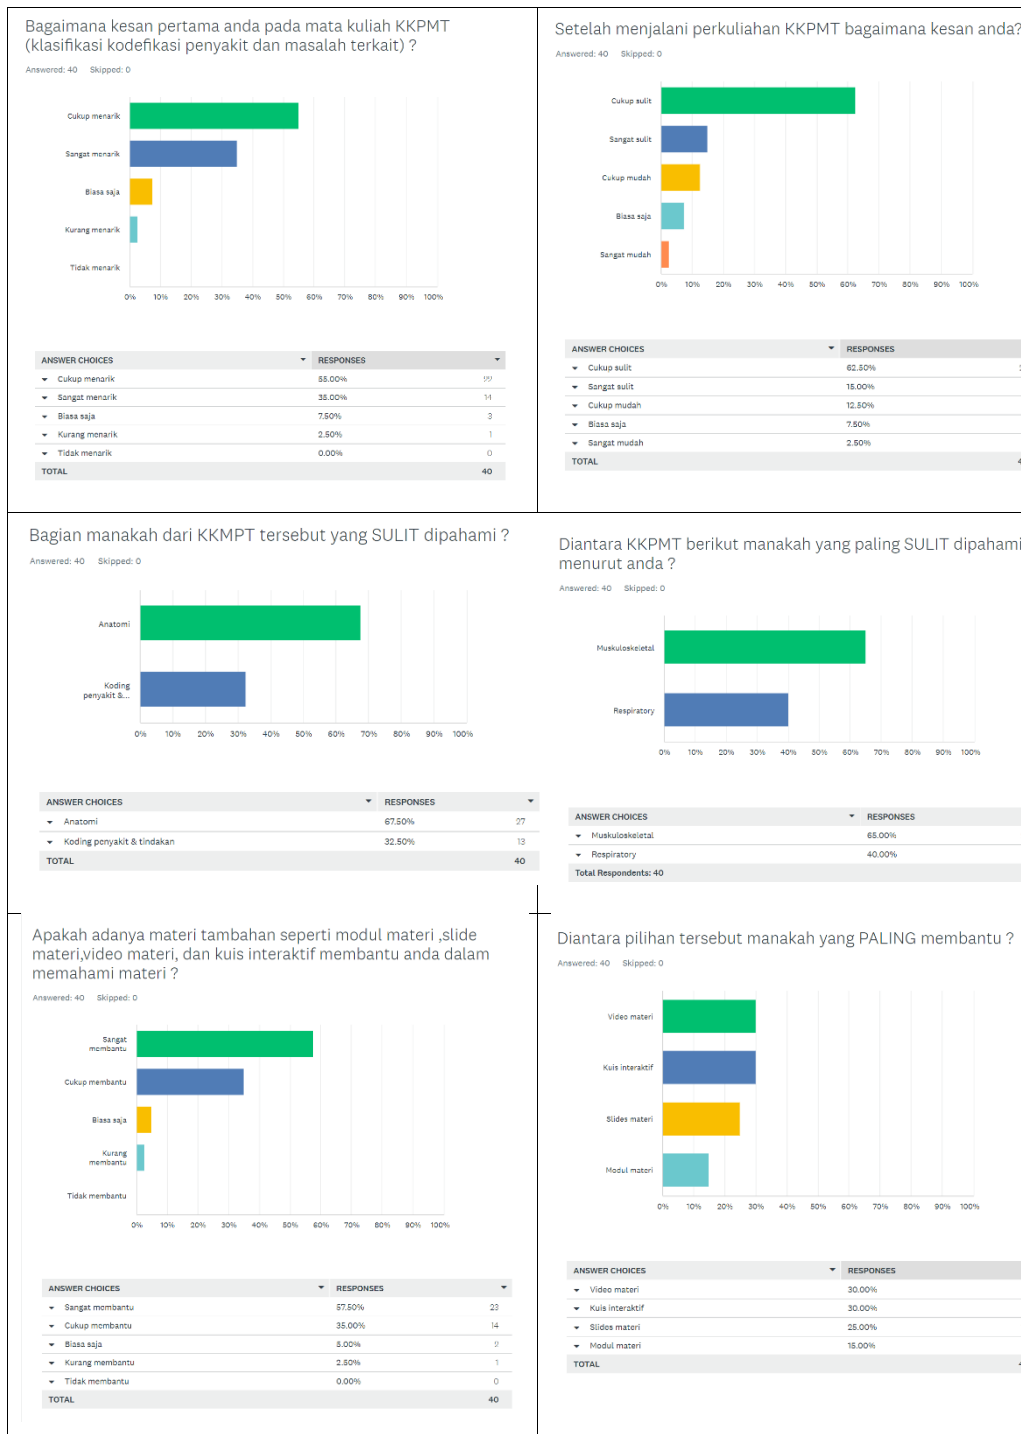 Bagaimana kesan pertama anda pada mata kuliah KKPMT
(klasifikasi kodefikasi penyakit dan masalah terkait) ?
Answered: 40 Skipped: 0
Cukup menarik
Sangat menarik
Biasa saja
Kurang menarik
Tidak menarik
0% 10% 20% 30% 40% 50% 60% 70% 80% 90% 100%
ANSWER CHOICES RESPONSES
Cukup menarik 55.00%
Sangat menarik 35.00% 14
Biasa saja 7.50% 3
Kurang menarik 2.50% 1
Tidak menarik 0.00% 0
TOTAL 40
Setelah menjalani perkuliahan KKPMT bagaimana kesan anda?
Answered: 40 Skipped: 0
Cukup sulit
Sangat sulit
Cukup mudah
Biasa saja
Sangat mudah
0% 10% 20% 30% 40% 50% 60% 70% 80% 90% 100%
ANSWER CHOICES RESPONSES
Cukup sulit 62.50%
Sangat sulit 15.00%
Cukup mudah 12.50%
Biasa saja 7.50%
Sangat mudah 2.50%
TOTAL
Bagian manakah dari KKMPT tersebut yang SULIT dipahami ?
Answered: 40 Skipped: 0
Anatomi
Koding
penyakit &...
0% 10% 20% 30% 40% 50% 60% 70% 80% 90% 100%
ANSWER CHOICES RESPONSES
Anatomi 67.50% 27
Koding penyakit & tindakan 32.50% 13
TOTAL 40
Diantara KKPMT berikut manakah yang paling SULIT dipahami
menurut anda ?
Answered: 40 Skipped: 0
Muskuloskeletal
Respiratory
0% 10% 20% 30% 40% 50% 60% 70% 80% 90% 100%
ANSWER CHOICES RESPONSES
Muskuloskeletal 65.00%
Respiratory 40.00%
Total Respondents: 40
Apakah adanya materi tambahan seperti modul materi ,slide
materi,video materi, dan kuis interaktif membantu anda dalam
memahami materi ?
Answered: 40 Skipped: 0
Sangat
membantu
Cukup membantu
Biasa saja
Kurang
membantu
Tidak membantu
0% 10% 20% 30% 40% 50% 60% 70% 80% 90% 100%
ANSWER CHOICES RESPONSES
Sangat membantu 57.50% 23
Cukup membantu 35.00% 14
Biasa saja 5.00% 2
Kurang membantu 2.50% 1
Tidak membantu 0.00% 0
TOTAL 40
Diantara pilihan tersebut manakah yang PALING membantu ?
Answered: 40 Skipped: 0
Video materi
Kuis interaktif
Slides materi
Modul materi
0% 10% 20% 30% 40% 50% 60% 70% 80% 90% 100%
ANSWER CHOICES RESPONSES
Video materi 30.00%
Kuis interaktif 30.00%
Slides materi 25.00%
Modul materi 15.00%
TOTAL